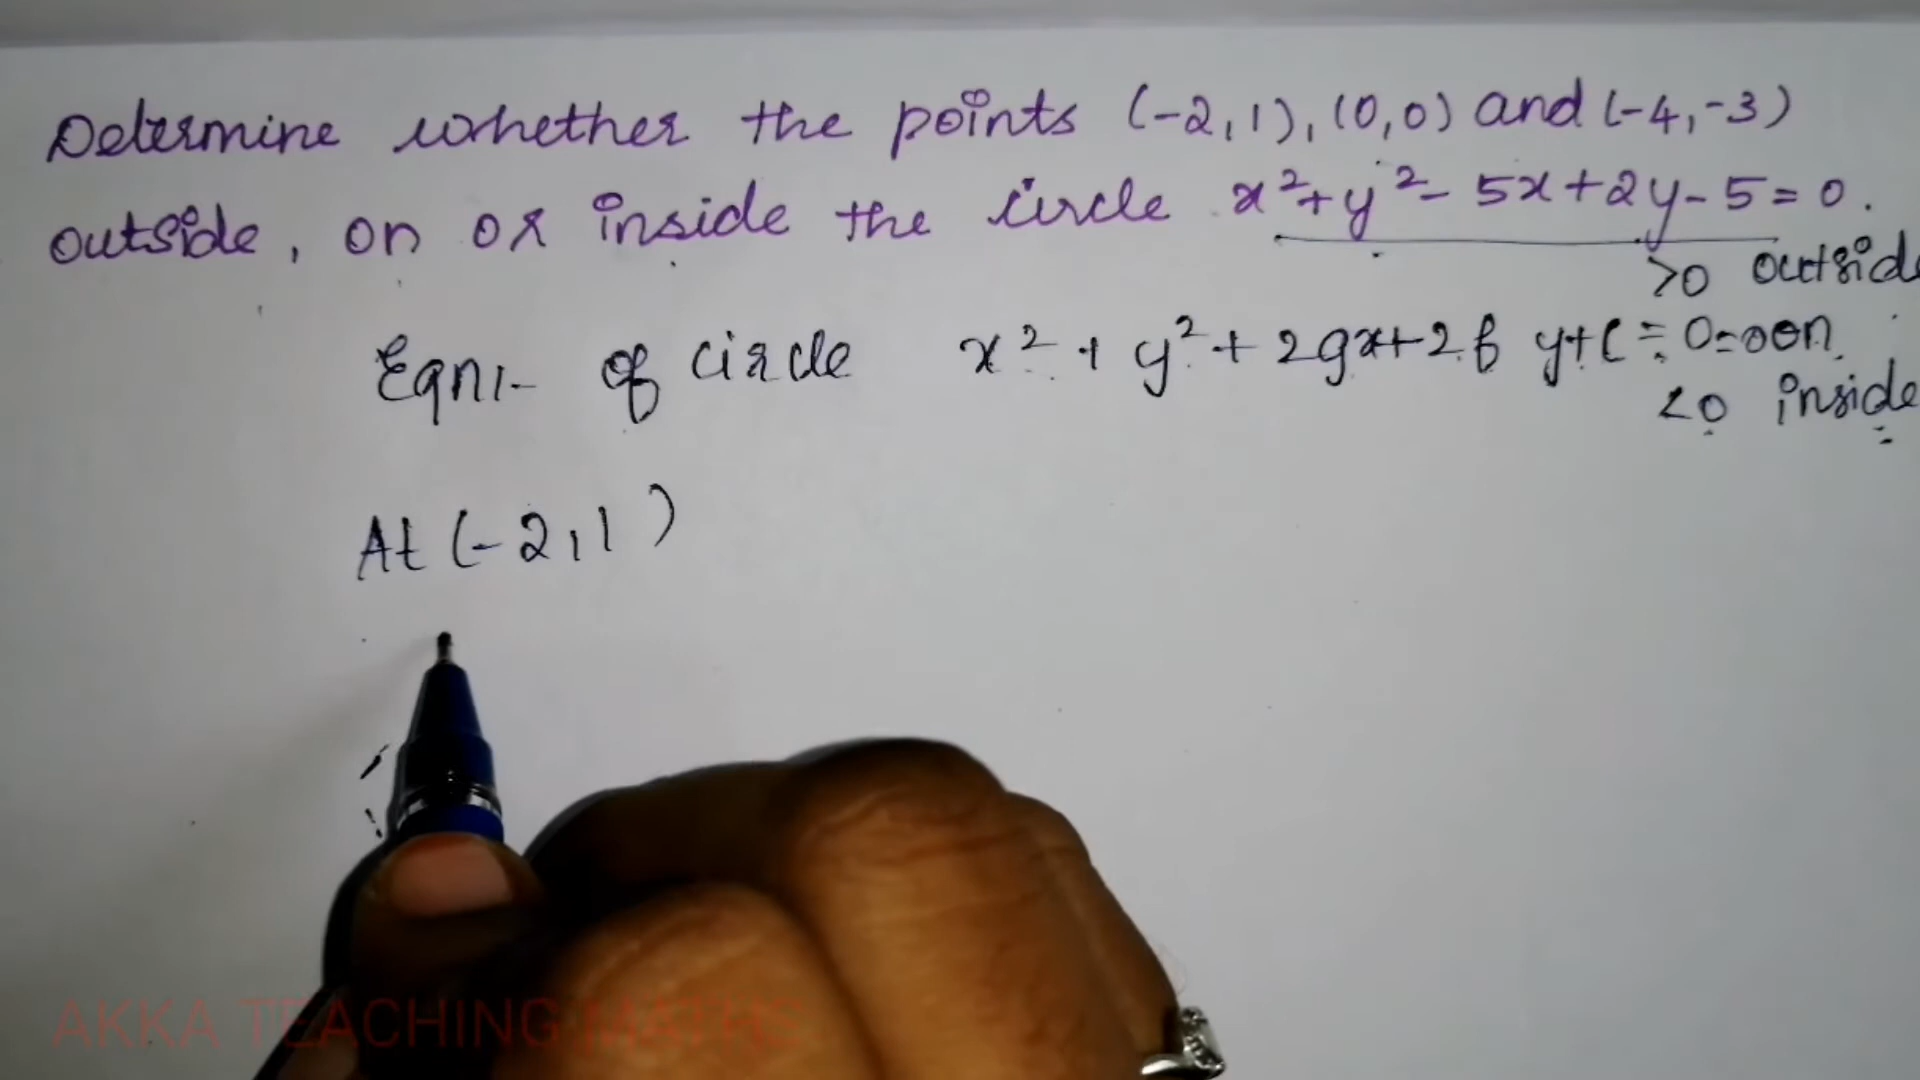 Determine whether the points (-2,1), (0,0) and (-4,-3)
outside, on or inside the circle x²+y²-5x+2y-5=0.
>0 outside
Eqn:- of circle x²+y²+2gx+2fy+c=0=0on
<0 inside
At (-2,1)
AKKA TEACHING MATHS